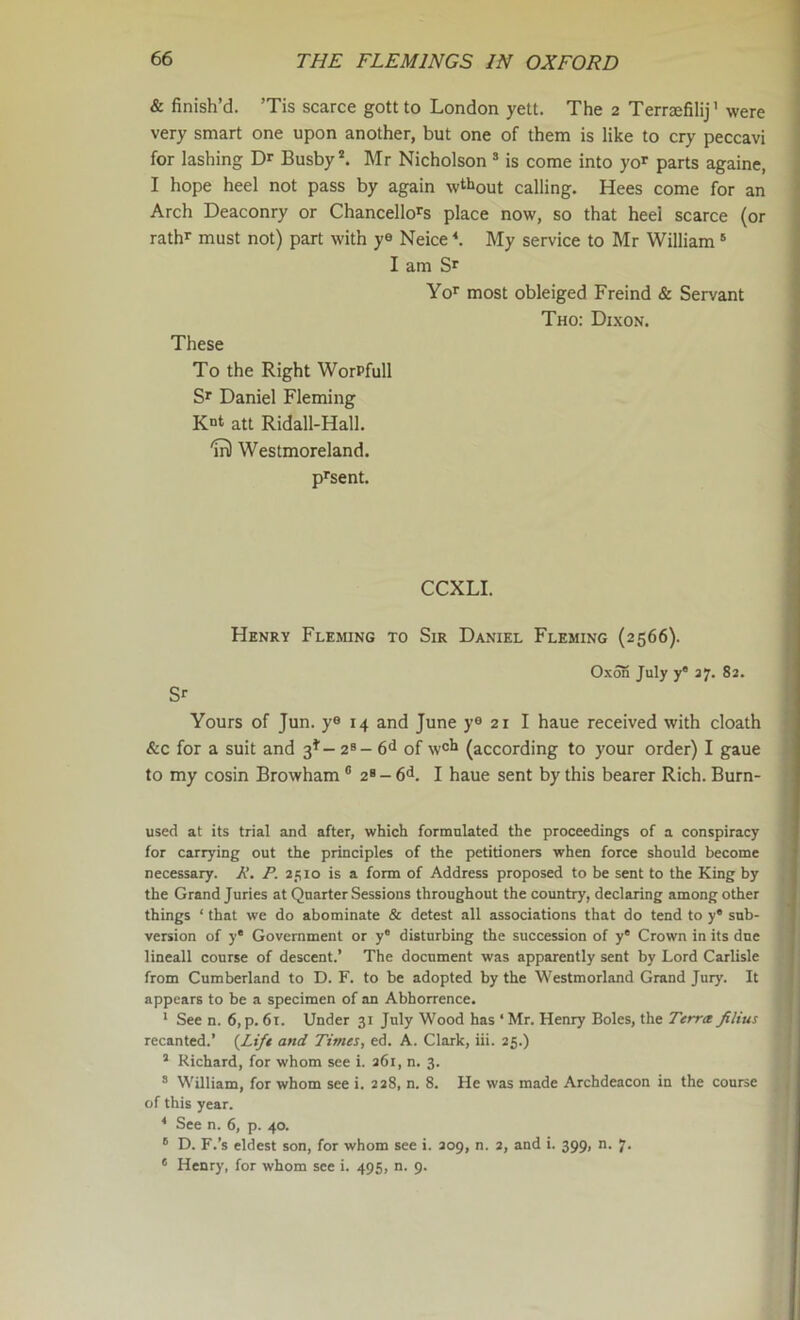 66 THE FLEMINGS IN OXFORD
& finish'd. 'Tis scarce gott to London yett. The 2 Terræfilij¹ were
very smart one upon another, but one of them is like to cry peccavi
for lashing Dʳ Busby². Mr Nicholson³ is come into yoʳ parts againe,
I hope heel not pass by again wᵗʰout calling. Hees come for an
Arch Deaconry or Chancelloʳs place now, so that heel scarce (or
rathʳ must not) part with yᵉ Neice⁴. My service to Mr William⁵
I am Sʳ
Yoʳ most obleiged Freind & Servant
Tho: Dixon.
These
To the Right Worᵖfull
Sʳ Daniel Fleming
Kⁿᵗ att Ridall-Hall.
in Westmoreland.
pʳsent.
CCXLI.
Henry Fleming to Sir Daniel Fleming (2566).
Oxon̄ July yᵉ 27. 82.
Sʳ
Yours of Jun. yᵉ 14 and June yᵉ 21 I haue received with cloath
&c for a suit and 3ˡ – 2ˢ – 6ᵈ of wᶜʰ (according to your order) I gaue
to my cosin Browham⁶ 2ˢ – 6ᵈ. I haue sent by this bearer Rich. Burn-
used at its trial and after, which formulated the proceedings of a conspiracy
for carrying out the principles of the petitioners when force should become
necessary. R. P. 2510 is a form of Address proposed to be sent to the King by
the Grand Juries at Quarter Sessions throughout the country, declaring among other
things 'that we do abominate & detest all associations that do tend to yᵉ sub-
version of yᵉ Government or yᵉ disturbing the succession of yᵉ Crown in its due
lineall course of descent.' The document was apparently sent by Lord Carlisle
from Cumberland to D. F. to be adopted by the Westmorland Grand Jury. It
appears to be a specimen of an Abhorrence.
¹ See n. 6, p. 61. Under 31 July Wood has 'Mr. Henry Boles, the Terræ filius
recanted.' (Life and Times, ed. A. Clark, iii. 25.)
² Richard, for whom see i. 261, n. 3.
³ William, for whom see i. 228, n. 8. He was made Archdeacon in the course
of this year.
⁴ See n. 6, p. 40.
⁵ D. F.'s eldest son, for whom see i. 209, n. 2, and i. 399, n. 7.
⁶ Henry, for whom see i. 495, n. 9.